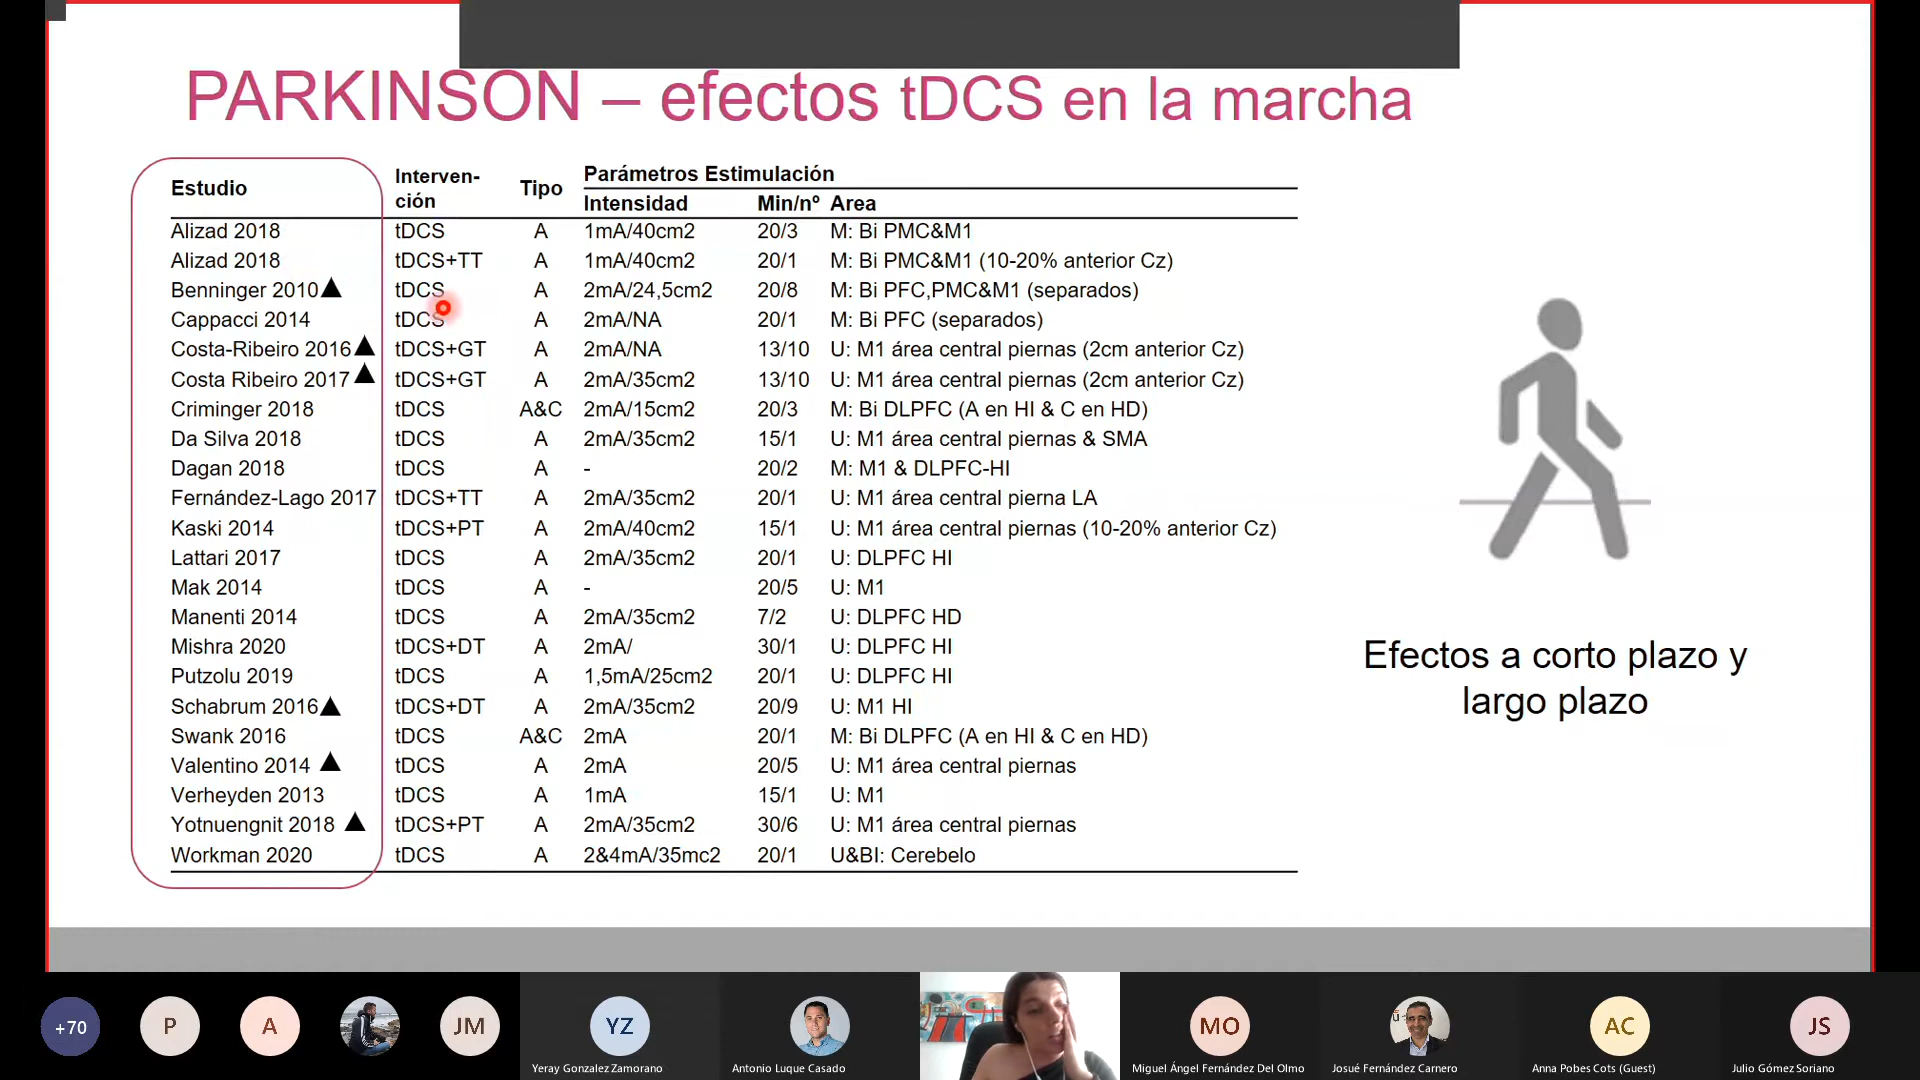 PARKINSON – efectos tDCS en la marcha
Estudio Interven-ción Tipo Parámetros Estimulación
Intensidad Min/nº Area
Alizad 2018 tDCS A 1mA/40cm2 20/3 M: Bi PMC&M1
Alizad 2018 tDCS+TT A 1mA/40cm2 20/1 M: Bi PMC&M1 (10-20% anterior Cz)
Benninger 2010▲ tDCS A 2mA/24,5cm2 20/8 M: Bi PFC,PMC&M1 (separados)
Cappacci 2014 tDCS A 2mA/NA 20/1 M: Bi PFC (separados)
Costa-Ribeiro 2016▲ tDCS+GT A 2mA/NA 13/10 U: M1 área central piernas (2cm anterior Cz)
Costa Ribeiro 2017▲ tDCS+GT A 2mA/35cm2 13/10 U: M1 área central piernas (2cm anterior Cz)
Criminger 2018 tDCS A&C 2mA/15cm2 20/3 M: Bi DLPFC (A en HI & C en HD)
Da Silva 2018 tDCS A 2mA/35cm2 15/1 U: M1 área central piernas & SMA
Dagan 2018 tDCS A - 20/2 M: M1 & DLPFC-HI
Fernández-Lago 2017 tDCS+TT A 2mA/35cm2 20/1 U: M1 área central pierna LA
Kaski 2014 tDCS+PT A 2mA/40cm2 15/1 U: M1 área central piernas (10-20% anterior Cz)
Lattari 2017 tDCS A 2mA/35cm2 20/1 U: DLPFC HI
Mak 2014 tDCS A - 20/5 U: M1
Manenti 2014 tDCS A 2mA/35cm2 7/2 U: DLPFC HD
Mishra 2020 tDCS+DT A 2mA/ 30/1 U: DLPFC HI
Putzolu 2019 tDCS A 1,5mA/25cm2 20/1 U: DLPFC HI
Schabrum 2016▲ tDCS+DT A 2mA/35cm2 20/9 U: M1 HI
Swank 2016 tDCS A&C 2mA 20/1 M: Bi DLPFC (A en HI & C en HD)
Valentino 2014 ▲ tDCS A 2mA 20/5 U: M1 área central piernas
Verheyden 2013 tDCS A 1mA 15/1 U: M1
Yotnuengnit 2018 ▲ tDCS+PT A 2mA/35cm2 30/6 U: M1 área central piernas
Workman 2020 tDCS A 2&4mA/35mc2 20/1 U&BI: Cerebelo
Efectos a corto plazo y
largo plazo
+70 P A JM YZ MO AC JS
Yeray Gonzalez Zamorano Antonio Luque Casado Miguel Ángel Fernández Del Olmo Josué Fernández Carnero Anna Pobes Cots (Guest) Julio Gómez Soriano